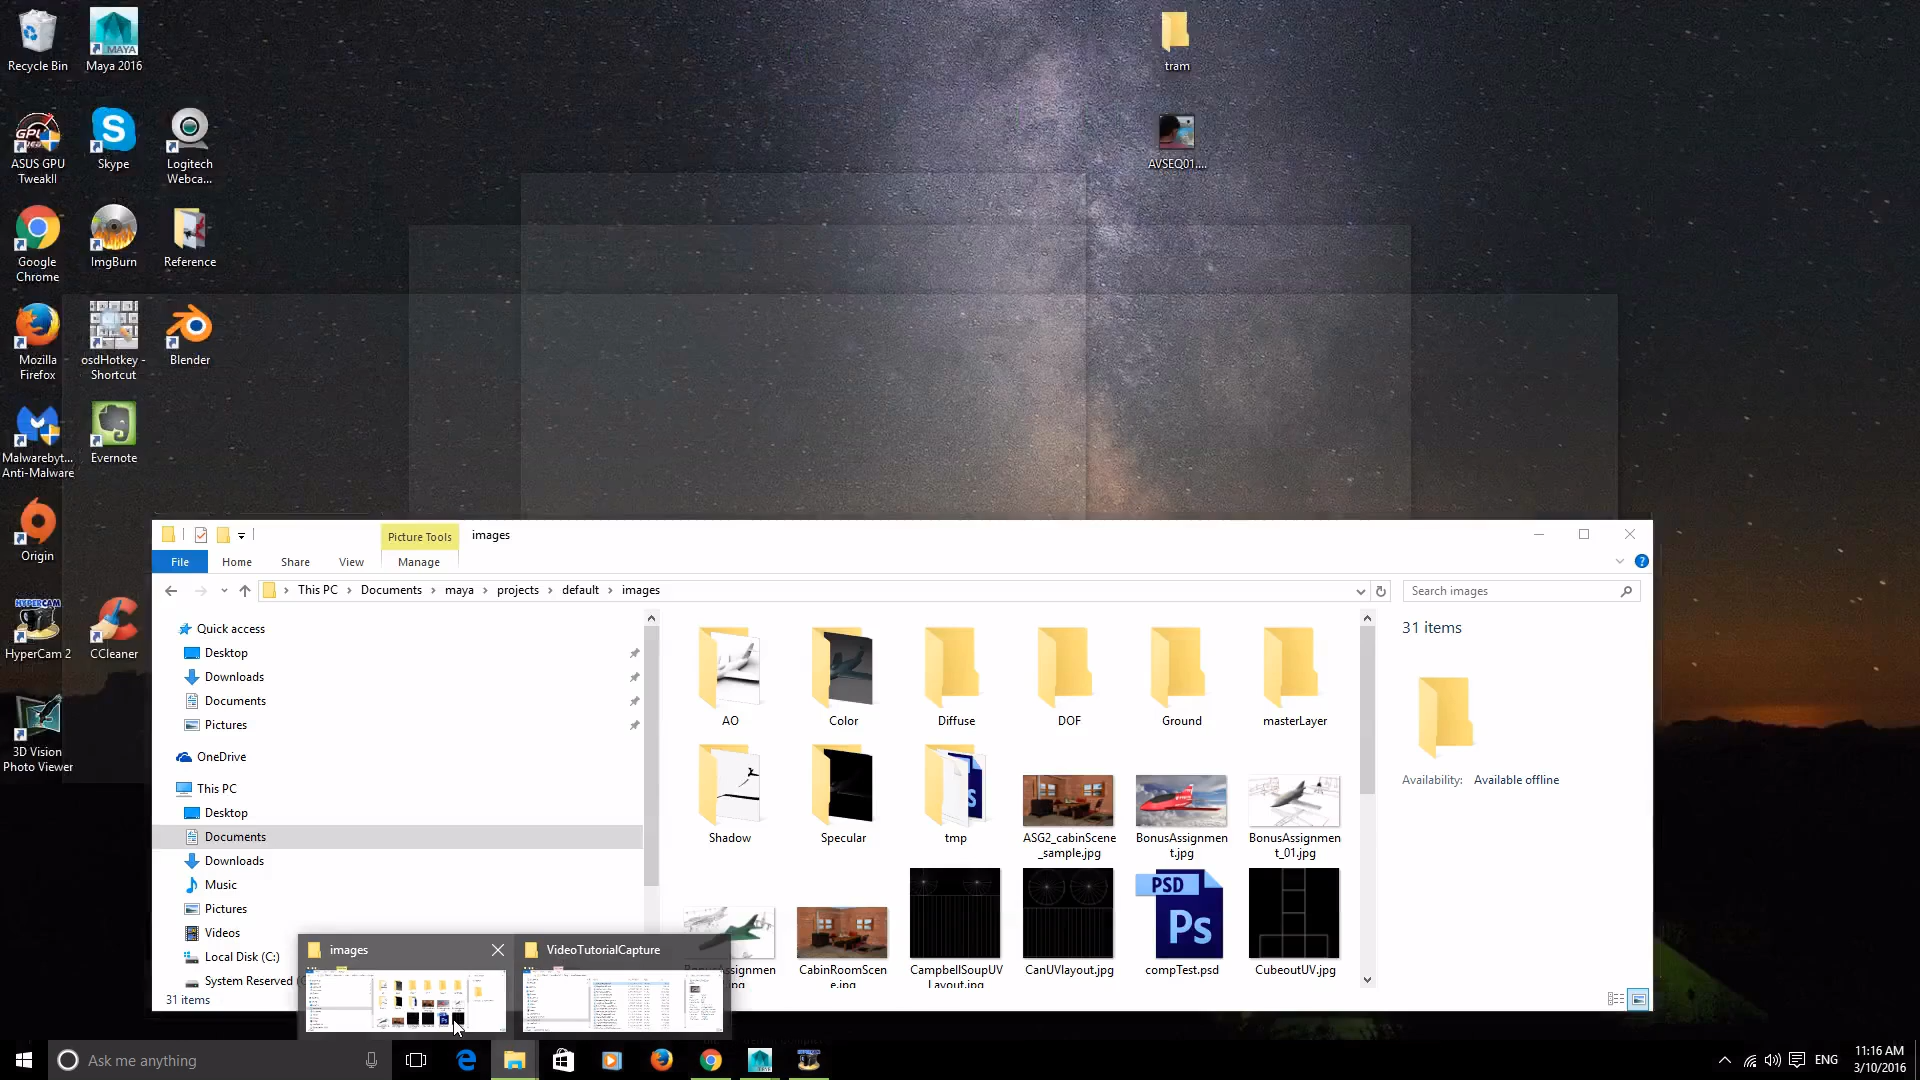 Recycle Bin
Maya 2016
tram
ASUS GPU
TweakII
Skype
Logitech
Webca...
AVSEQ01....
Google
Chrome
ImgBurn
Reference
Mozilla
Firefox
osdHotkey -
Shortcut
Blender
Malwarebyt...
Anti-Malware
Evernote
Origin
HyperCam 2
CCleaner
3D Vision
Photo Viewer
Picture Tools
images
File
Home
Share
View
Manage
This PC
Documents
maya
projects
default
images
Search images
Quick access
Desktop
Downloads
Documents
Pictures
OneDrive
This PC
Desktop
Documents
Downloads
Music
Pictures
Videos
Local Disk (C:)
System Reserved (
31 items
AO
Color
Diffuse
DOF
Ground
masterLayer
Shadow
Specular
tmp
ASG2_cabinScene
_sample.jpg
BonusAssignmen
t.jpg
BonusAssignmen
t_01.jpg
CabinRoomScen
e.jpg
CampbellSoupUV
Layout.jpg
CanUVlayout.jpg
PSD
Ps
compTest.psd
CubeoutUV.jpg
31 items
Availability: Available offline
images
VideoTutorialCapture
Ask me anything
ENG
11:16 AM
3/10/2016